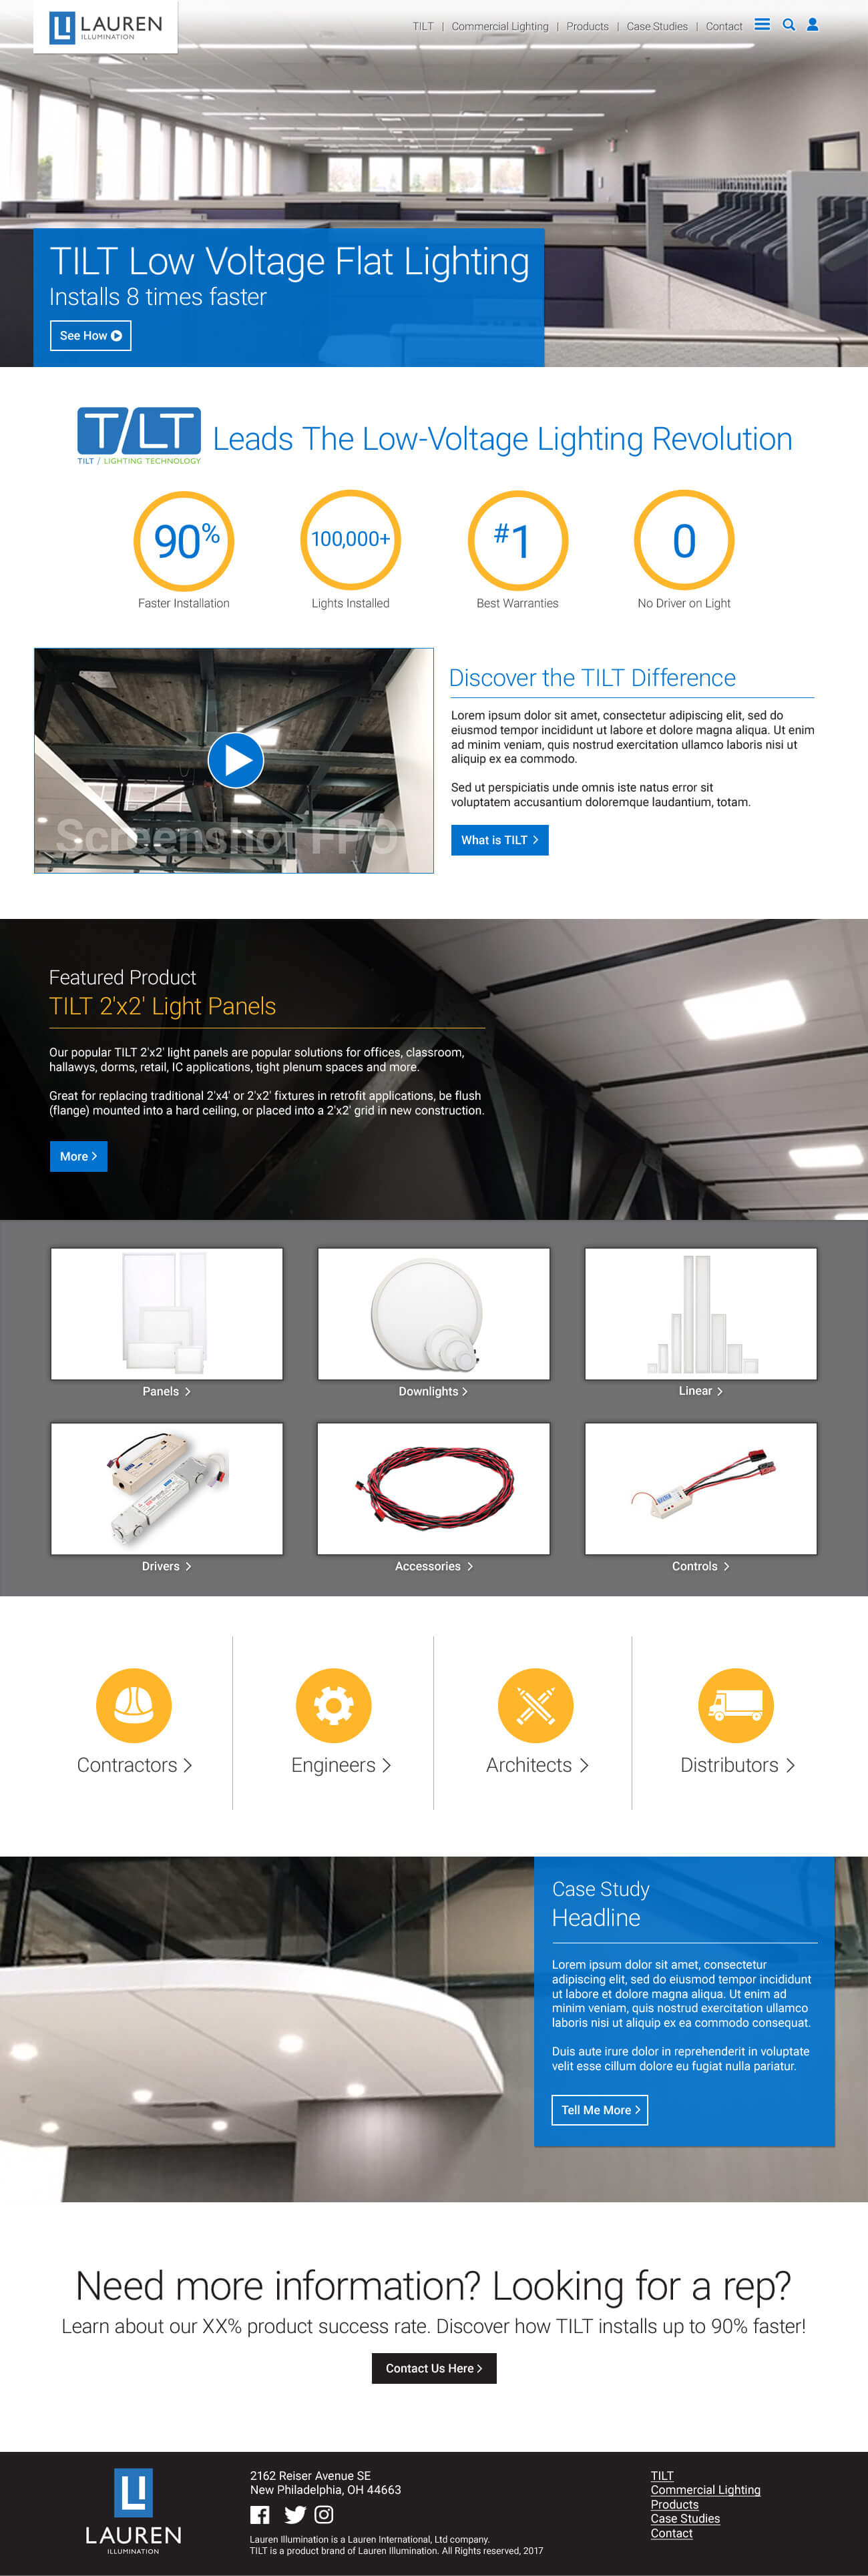 LAUREN
ILLUMINATION
TILT | Commercial Lighting | Products | Case Studies | Contact
TILT Low Voltage Flat Lighting
Installs 8 times faster
See How
T/LT
TILT / LIGHTING TECHNOLOGY
Leads The Low-Voltage Lighting Revolution
90%
100,000+
#1
0
Faster Installation
Lights Installed
Best Warranties
No Driver on Light
Screenshot FPO
Discover the TILT Difference
Lorem ipsum dolor sit amet, consectetur adipiscing elit, sed do
eiusmod tempor incididunt ut labore et dolore magna aliqua. Ut enim
ad minim veniam, quis nostrud exercitation ullamco laboris nisi ut
aliquip ex ea commodo.
Sed ut perspiciatis unde omnis iste natus error sit
voluptatem accusantium doloremque laudantium, totam.
What is TILT >
Featured Product
TILT 2'x2' Light Panels
Our popular TILT 2'x2' light panels are popular solutions for offices, classroom,
hallawys, dorms, retail, IC applications, tight plenum spaces and more.
Great for replacing traditional 2'x4' or 2'x2' fixtures in retrofit applications, be flush
(flange) mounted into a hard ceiling, or placed into a 2'x2' grid in new construction.
More >
Panels >
Downlights >
Linear >
Drivers >
Accessories >
Controls >
Contractors >
Engineers >
Architects >
Distributors >
Case Study
Headline
Lorem ipsum dolor sit amet, consectetur
adipiscing elit, sed do eiusmod tempor incididunt
ut labore et dolore magna aliqua. Ut enim ad
minim veniam, quis nostrud exercitation ullamco
laboris nisi ut aliquip ex ea commodo consequat.
Duis aute irure dolor in reprehenderit in voluptate
velit esse cillum dolore eu fugiat nulla pariatur.
Tell Me More >
Need more information? Looking for a rep?
Learn about our XX% product success rate. Discover how TILT installs up to 90% faster!
Contact Us Here >
LAUREN
ILLUMINATION
2162 Reiser Avenue SE
New Philadelphia, OH 44663
Lauren Illumination is a Lauren International, Ltd company.
TILT is a product brand of Lauren Illumination. All Rights reserved, 2017
TILT
Commercial Lighting
Products
Case Studies
Contact